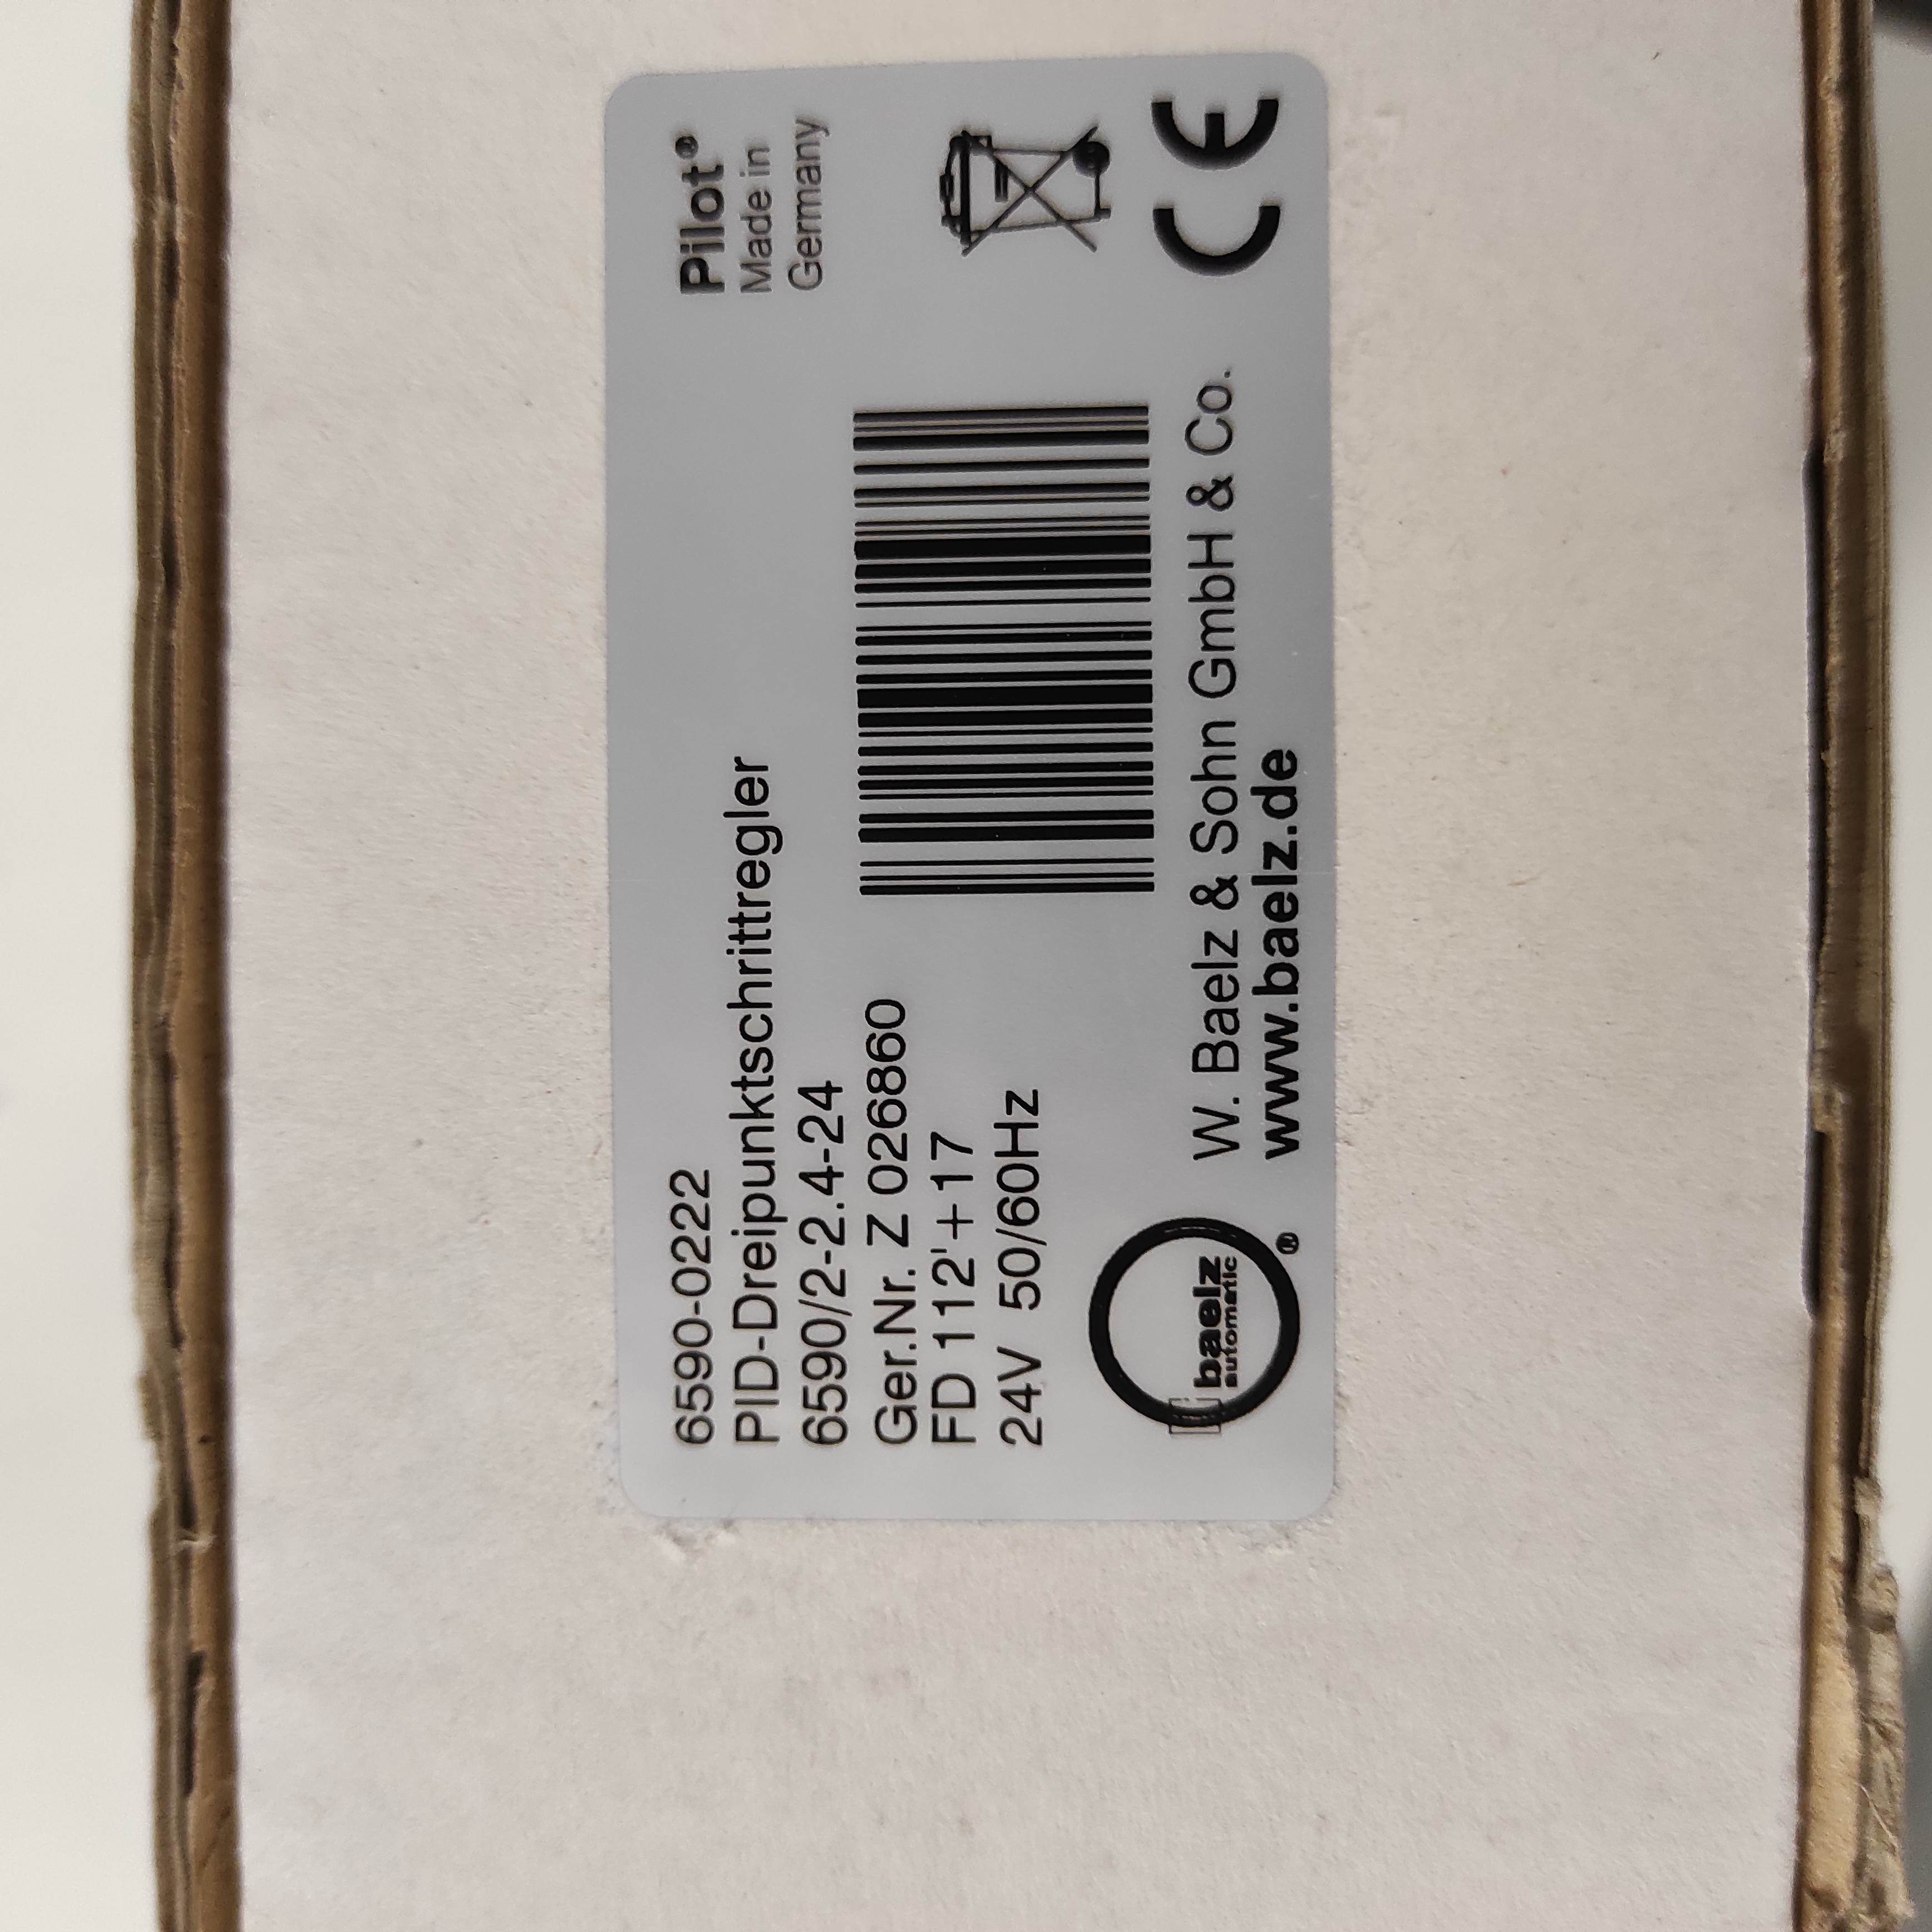 6590-0222
PID-Dreipunktschrittregler
6590/2-2.4-24
Ger.Nr. Z 026860
FD 112'+17
24V 50/60Hz
Pilot®
Made in
Germany
CE
baelz
automatic
®
W. Baelz & Sohn GmbH & Co.
www.baelz.de